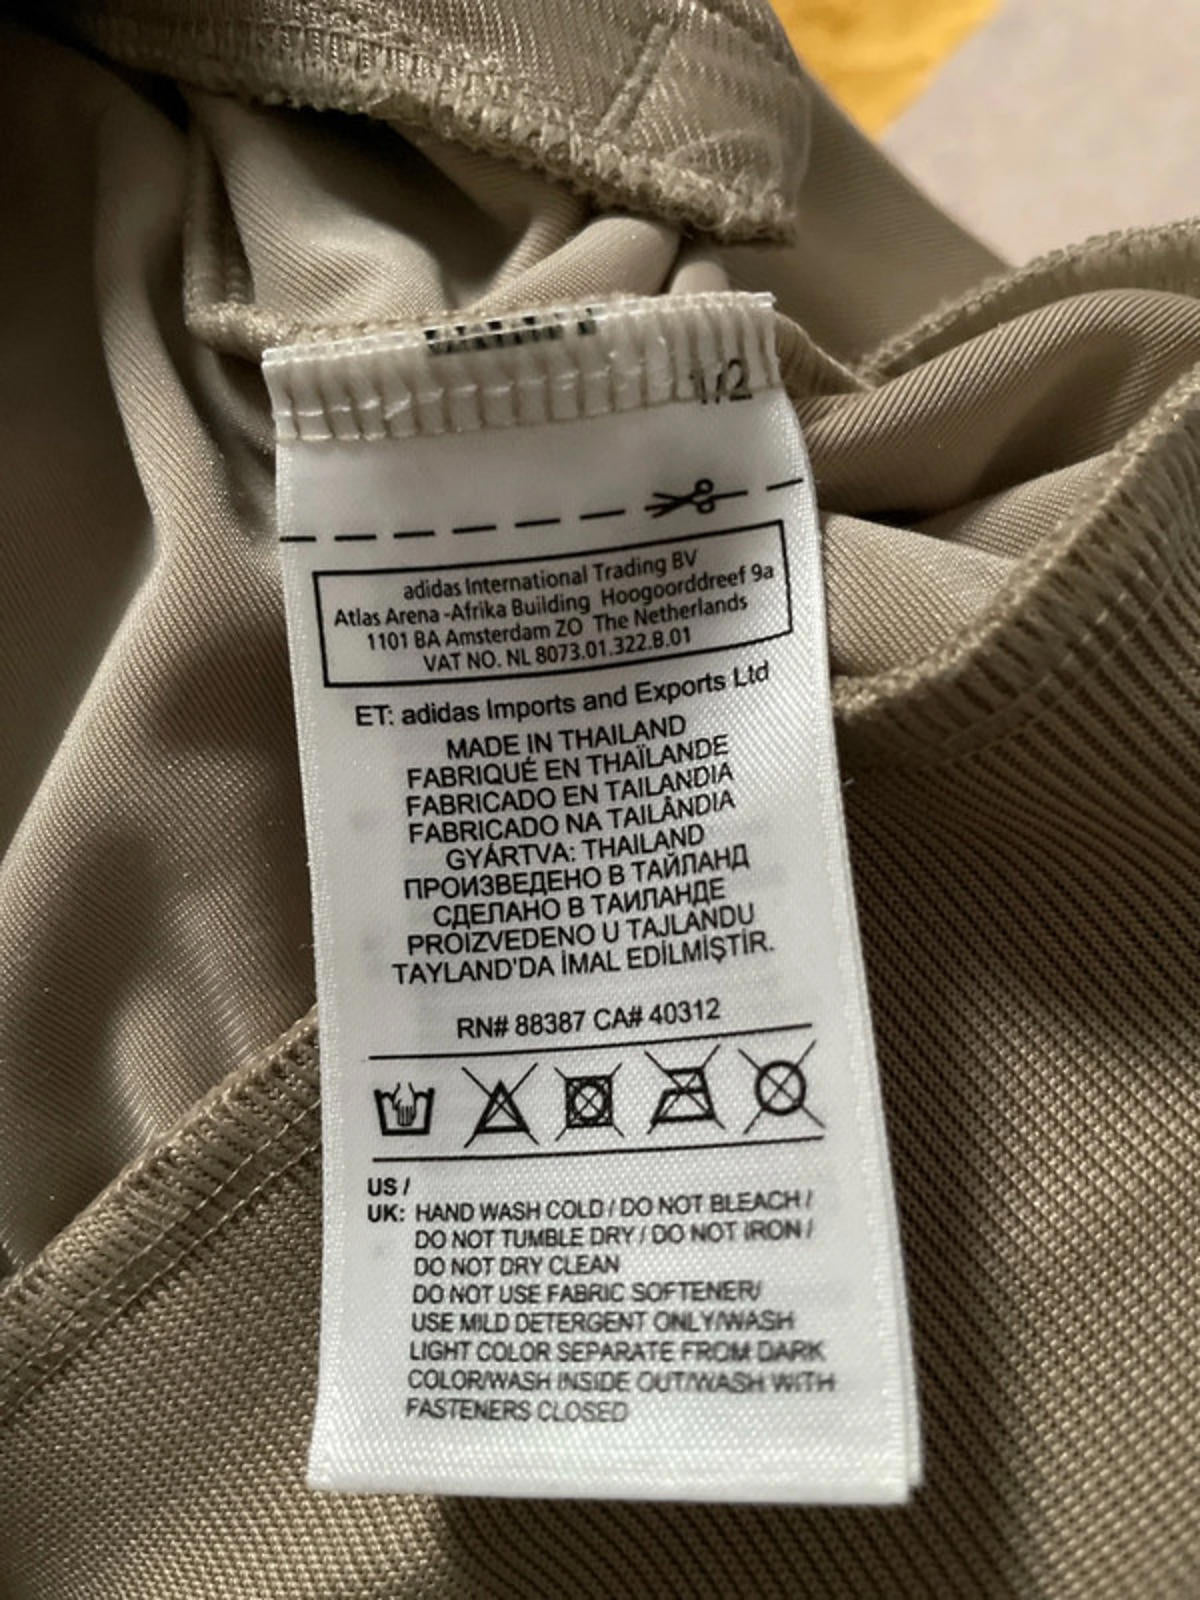 1/2
adidas International Trading BV
Atlas Arena -Afrika Building Hoogoorddreef 9a
1101 BA Amsterdam ZO The Netherlands
VAT NO. NL 8073.01.322.B.01
ET: adidas Imports and Exports Ltd
MADE IN THAILAND
FABRIQUÉ EN THAÏLANDE
FABRICADO EN TAILANDIA
FABRICADO NA TAILÂNDIA
GYÁRTVA: THAILAND
ПРОИЗВЕДЕНО В ТАЙЛАНД
СДЕЛАНО В ТАИЛАНДЕ
PROIZVEDENO U TAJLANDU
TAYLAND'DA İMAL EDİLMİŞTİR.
RN# 88387 CA# 40312
US /
UK: HAND WASH COLD / DO NOT BLEACH /
DO NOT TUMBLE DRY / DO NOT IRON /
DO NOT DRY CLEAN
DO NOT USE FABRIC SOFTENER/
USE MILD DETERGENT ONLY/WASH
LIGHT COLOR SEPARATE FROM DARK
COLOR/WASH INSIDE OUT/WASH WITH
FASTENERS CLOSED